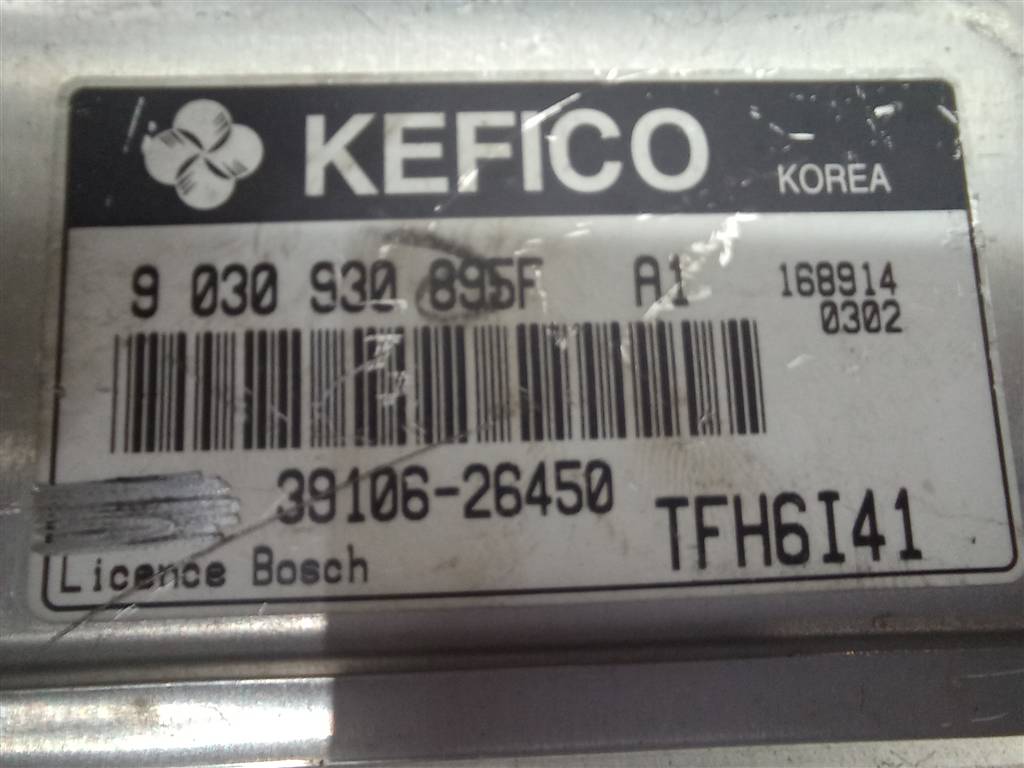 KEFICO KOREA
9 030 930 895F A1 168914
0302
39106-26450
TFH6I41
Licence Bosch